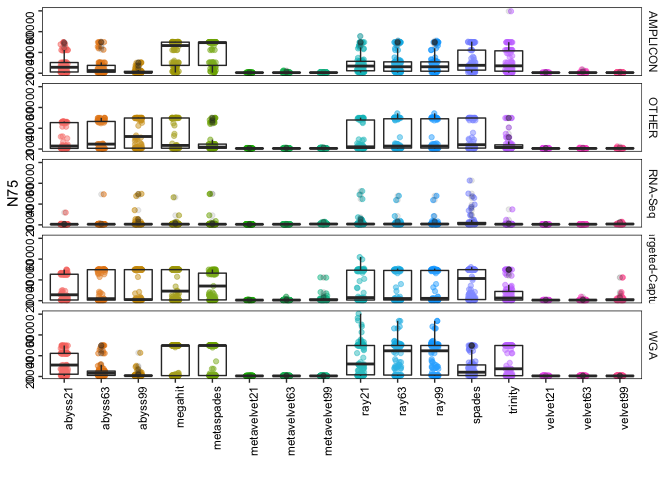 N75
AMPLICON
OTHER
RNA-Seq
rgeted-Captu
WGA
abyss21
abyss63
abyss99
megahit
metaspades
metavelvet21
metavelvet63
metavelvet99
ray21
ray63
ray99
spades
trinity
velvet21
velvet63
velvet99